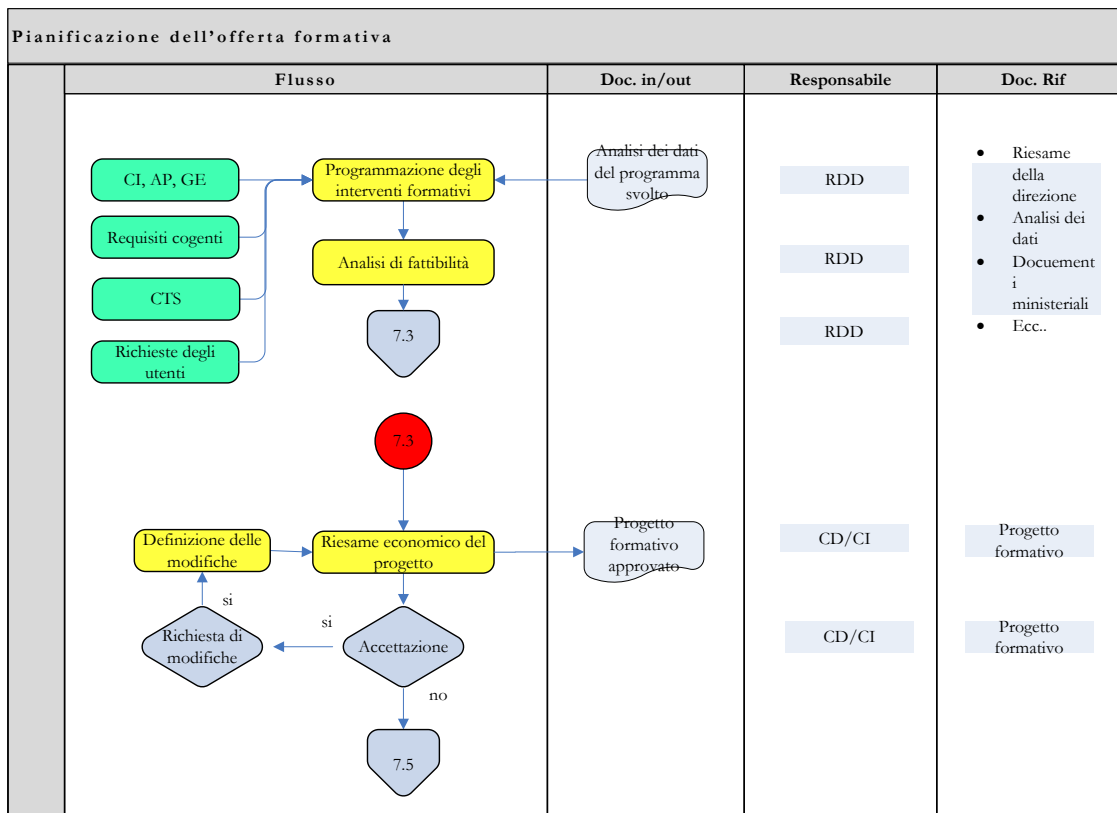 Pianificazione dell'offerta formativa
Flusso
Doc. in/out
Responsabile
Doc. Rif
CI, AP, GE
Requisiti cogenti
CTS
Richieste degli
utenti
Programmazione degli
interventi formativi
Analisi di fattibilità
7.3
Analisi dei dati
del programma
svolto
RDD
RDD
RDD
• Riesame
della
direzione
• Analisi dei
dati
• Docuement
i
ministeriali
• Ecc..
7.3
Definizione delle
modifiche
Riesame economico del
progetto
Progetto
formativo
approvato
CD/CI
Progetto
formativo
si
si
Richiesta di
modifiche
Accettazione
CD/CI
Progetto
formativo
no
7.5